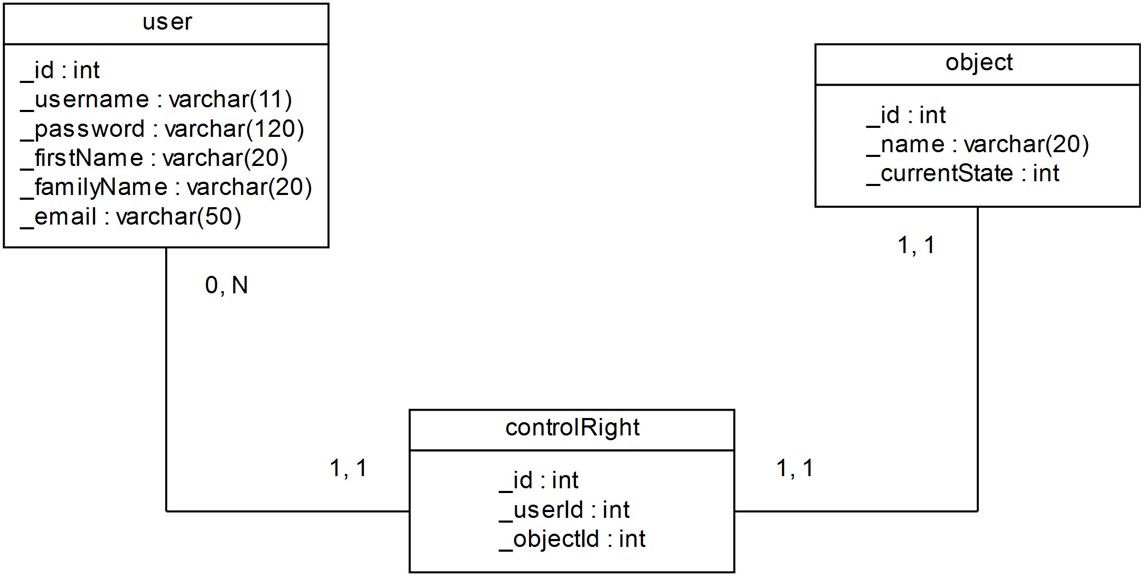 user
_id : int
_username : varchar(11)
_password : varchar(120)
_firstName : varchar(20)
_familyName : varchar(20)
_email : varchar(50)
object
_id : int
_name : varchar(20)
_currentState : int
0, N
1, 1
controlRight
_id : int
_userId : int
_objectId : int
1, 1
1, 1